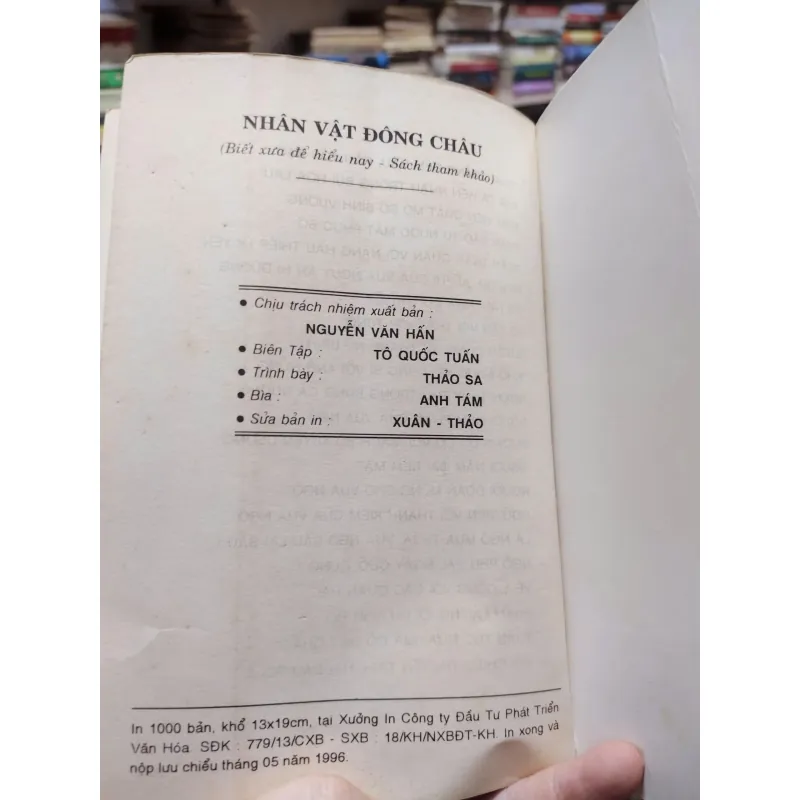 NHÂN VẬT ĐÔNG CHÂU
(Biết xưa để hiểu nay - Sách tham khảo)
• Chịu trách nhiệm xuất bản :
NGUYỄN VĂN HẤN
• Biên Tập : TÔ QUỐC TUẤN
• Trình bày : THẢO SA
• Bìa : ANH TÁM
• Sửa bản in : XUÂN - THẢO
In 1000 bản, khổ 13x19cm, tại Xưởng In Công ty Đầu Tư Phát Triển
Văn Hóa. SĐK : 779/13/CXB - SXB : 18/KH/NXBĐT-KH. In xong và
nộp lưu chiểu tháng 05 năm 1996.